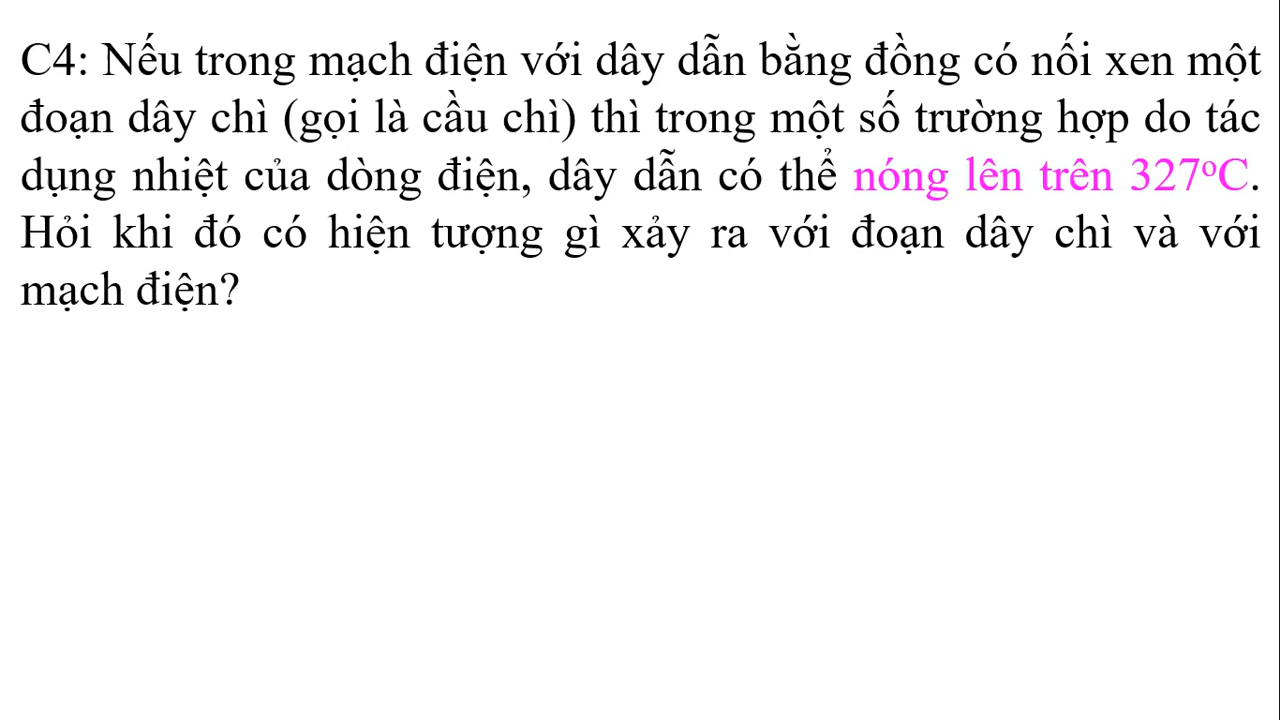 C4: Nếu trong mạch điện với dây dẫn bằng đồng có nối xen một
đoạn dây chì (gọi là cầu chì) thì trong một số trường hợp do tác
dụng nhiệt của dòng điện, dây dẫn có thể nóng lên trên 327ºC.
Hỏi khi đó có hiện tượng gì xảy ra với đoạn dây chì và với
mạch điện?